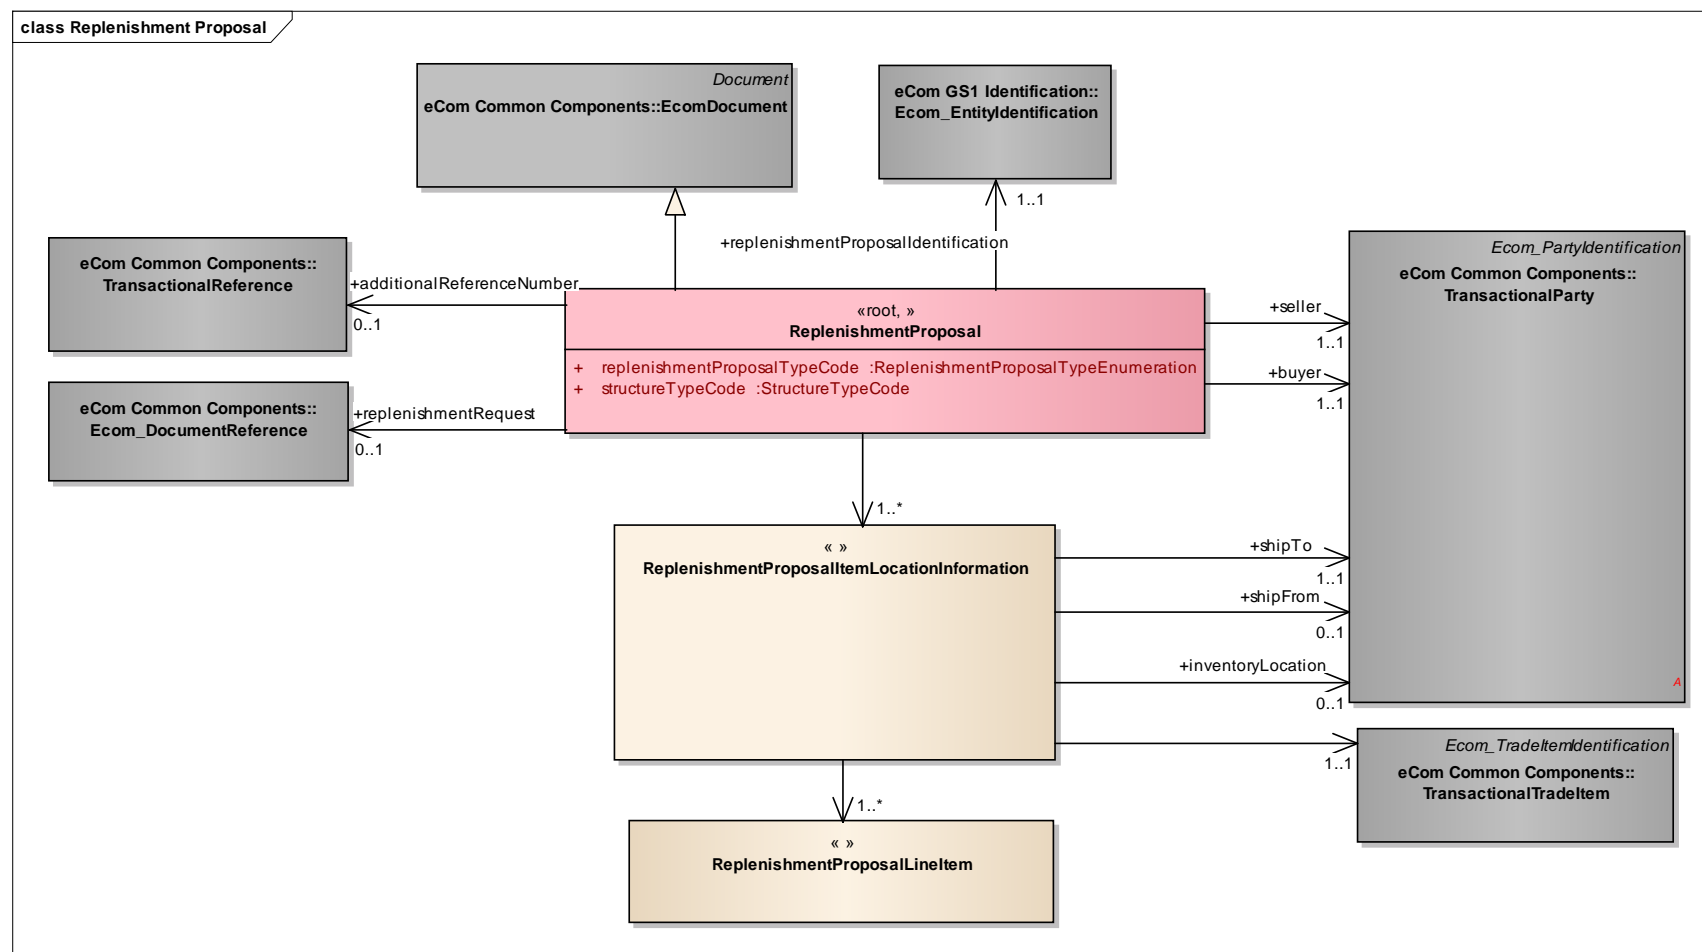 class Replenishment Proposal
Document
eCom Common Components::EcomDocument
eCom GS1 Identification::
Ecom_EntityIdentification
1..1
+replenishmentProposalIdentification
eCom Common Components::
TransactionalReference
+additionalReferenceNumber
0..1
Ecom_PartyIdentification
eCom Common Components::
TransactionalParty
«root, »
ReplenishmentProposal
+ replenishmentProposalTypeCode :ReplenishmentProposalTypeEnumeration
+ structureTypeCode :StructureTypeCode
+seller
1..1
+buyer
1..1
eCom Common Components::
Ecom_DocumentReference
+replenishmentRequest
0..1
1..*
« »
ReplenishmentProposalItemLocationInformation
+shipTo
1..1
+shipFrom
0..1
+inventoryLocation
0..1
A
1..1
Ecom_TradeItemIdentification
eCom Common Components::
TransactionalTradeItem
1..*
« »
ReplenishmentProposalLineItem